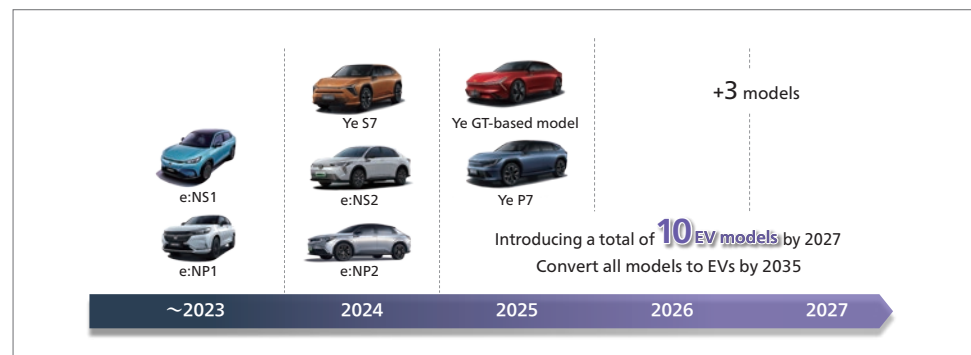 Ye S7
Ye GT-based model
+3 models
e:NS1
e:NS2
Ye P7
e:NP1
e:NP2
Introducing a total of 10 EV models by 2027
Convert all models to EVs by 2035
～2023
2024
2025
2026
2027